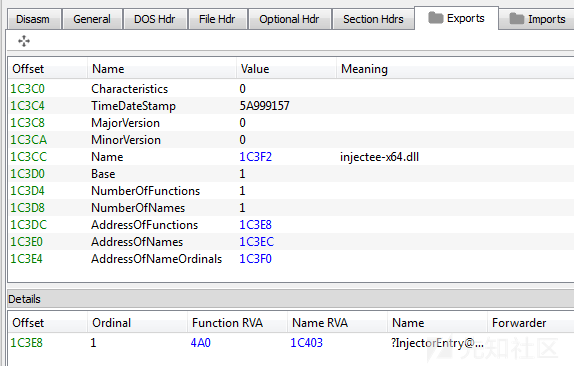 Disasm General DOS Hdr File Hdr Optional Hdr Section Hdrs Exports Imports
Offset Name Value Meaning
1C3C0 Characteristics 0
1C3C4 TimeDateStamp 5A999157
1C3C8 MajorVersion 0
1C3CA MinorVersion 0
1C3CC Name 1C3F2 injectee-x64.dll
1C3D0 Base 1
1C3D4 NumberOfFunctions 1
1C3D8 NumberOfNames 1
1C3DC AddressOfFunctions 1C3E8
1C3E0 AddressOfNames 1C3EC
1C3E4 AddressOfNameOrdinals 1C3F0
Details
Offset Ordinal Function RVA Name RVA Name Forwarder
1C3E8 1 4A0 1C403 ?InjectorEntry@...
先知社区